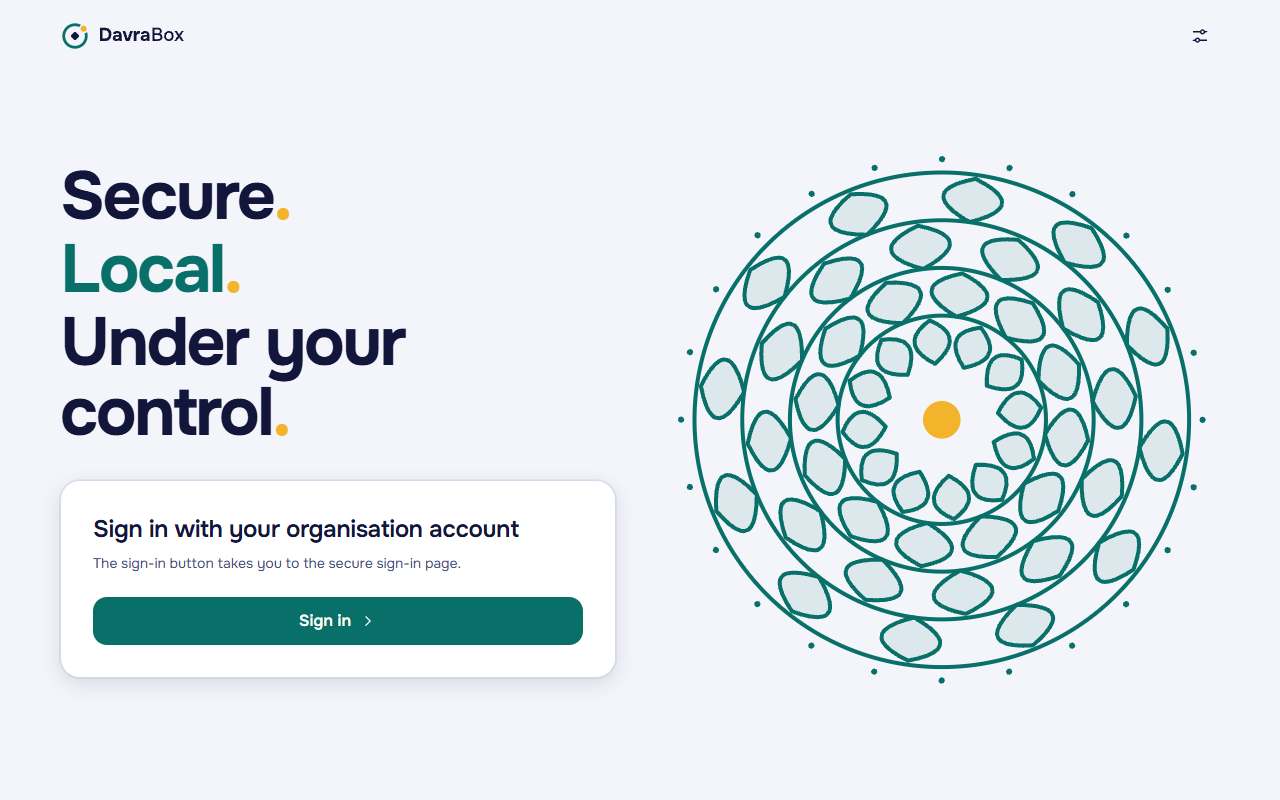 DavraBox
Secure.
Local.
Under your
control.
Sign in with your organisation account
The sign-in button takes you to the secure sign-in page.
Sign in